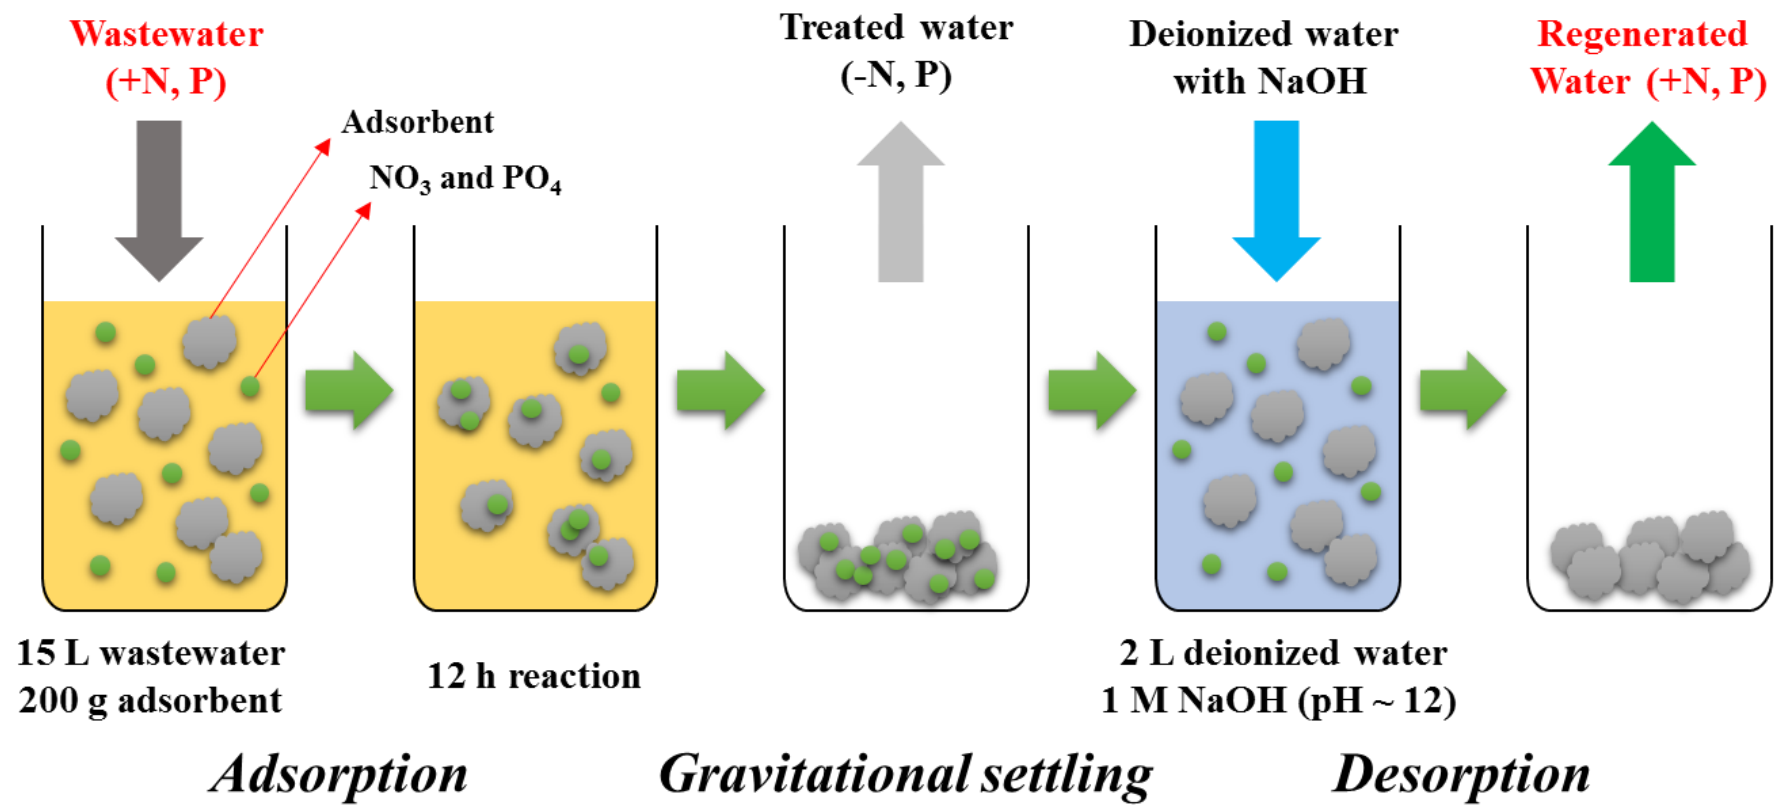 Wastewater
(+N, P)
Adsorbent
NO₃ and PO₄
Treated water
(-N, P)
Deionized water
with NaOH
Regenerated
Water (+N, P)
15 L wastewater
200 g adsorbent
12 h reaction
2 L deionized water
1 M NaOH (pH ~ 12)
Adsorption
Gravitational settling
Desorption